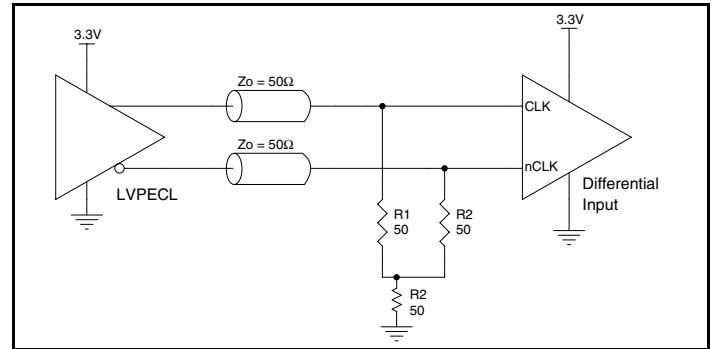 3.3V
3.3V
Zo = 50Ω
CLK
Zo = 50Ω
nCLK
LVPECL
Differential
Input
R1
50
R2
50
R2
50